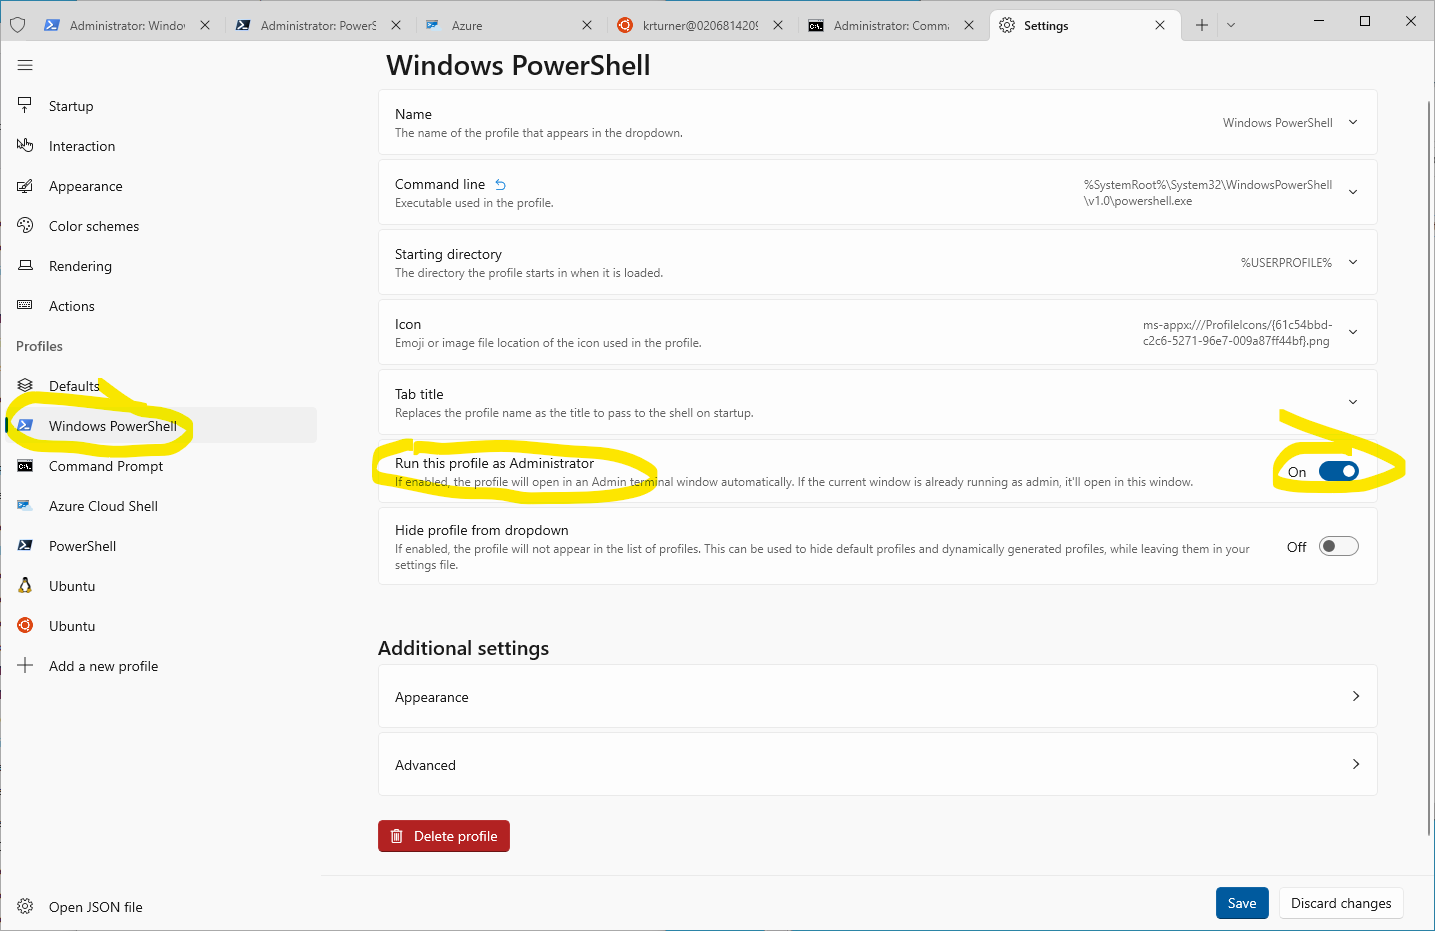 Administrator: Windo
Administrator: PowerS
Azure
krturner@0206814209
Administrator: Comm
Settings
Windows PowerShell
Startup
Interaction
Appearance
Color schemes
Rendering
Actions
Profiles
Defaults
Windows PowerShell
Command Prompt
Azure Cloud Shell
PowerShell
Ubuntu
Ubuntu
Add a new profile
Open JSON file
Name
The name of the profile that appears in the dropdown.
Windows PowerShell
Command line
Executable used in the profile.
%SystemRoot%\System32\WindowsPowerShell
\v1.0\powershell.exe
Starting directory
The directory the profile starts in when it is loaded.
%USERPROFILE%
Icon
Emoji or image file location of the icon used in the profile.
ms-appx:///ProfileIcons/{61c54bbd-
c2c6-5271-96e7-009a87ff44bf}.png
Tab title
Replaces the profile name as the title to pass to the shell on startup.
Run this profile as Administrator
If enabled, the profile will open in an Admin terminal window automatically. If the current window is already running as admin, it'll open in this window.
On
Hide profile from dropdown
If enabled, the profile will not appear in the list of profiles. This can be used to hide default profiles and dynamically generated profiles, while leaving them in your
settings file.
Off
Additional settings
Appearance
Advanced
Delete profile
Save
Discard changes